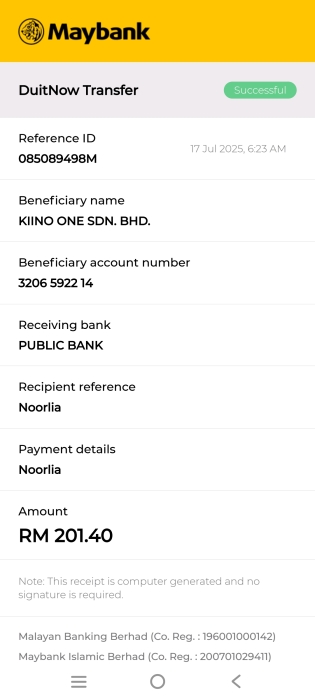 Maybank
DuitNow Transfer
Successful
Reference ID
085089498M
17 Jul 2025, 6:23 AM
Beneficiary name
KIINO ONE SDN. BHD.
Beneficiary account number
3206 5922 14
Receiving bank
PUBLIC BANK
Recipient reference
Noorlia
Payment details
Noorlia
Amount
RM 201.40
Note: This receipt is computer generated and no
signature is required.
Malayan Banking Berhad (Co. Reg. : 196001000142)
Maybank Islamic Berhad (Co. Reg. : 200701029411)